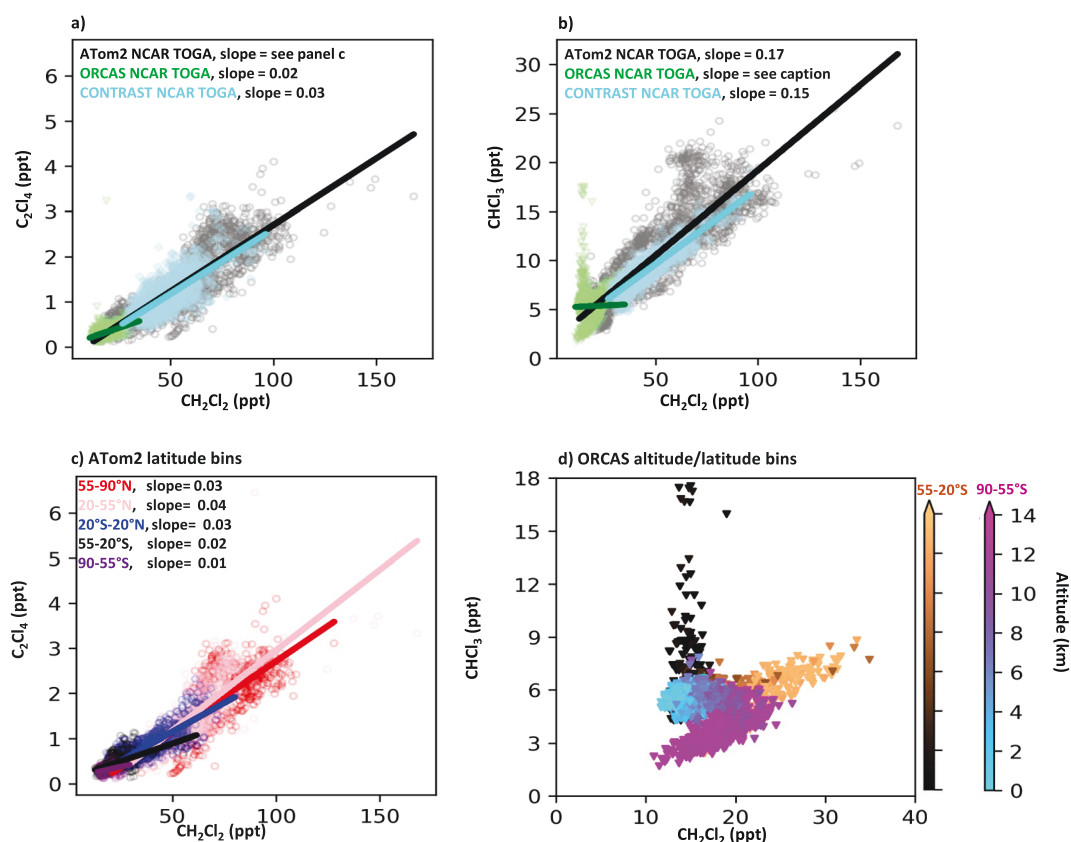 a)
ATom2 NCAR TOGA, slope = see panel c
ORCAS NCAR TOGA, slope = 0.02
CONTRAST NCAR TOGA, slope = 0.03
6
5
4
3
2
1
0
C₂Cl₄ (ppt)
50 100 150
CH₂Cl₂ (ppt)
b)
ATom2 NCAR TOGA, slope = 0.17
ORCAS NCAR TOGA, slope = see caption
CONTRAST NCAR TOGA, slope = 0.15
30
25
20
15
10
5
0
CHCl₃ (ppt)
50 100 150
CH₂Cl₂ (ppt)
c) ATom2 latitude bins
55-90°N, slope= 0.03
20-55°N, slope= 0.04
20°S-20°N, slope= 0.03
55-20°S, slope= 0.02
90-55°S, slope= 0.01
6
5
4
3
2
1
0
C₂Cl₄ (ppt)
50 100 150
CH₂Cl₂ (ppt)
d) ORCAS altitude/latitude bins
18
15
12
9
6
3
0
CHCl₃ (ppt)
0 10 20 30 40
CH₂Cl₂ (ppt)
55-20°S 90-55°S
14
12
10
8
6
4
2
0
Altitude (km)